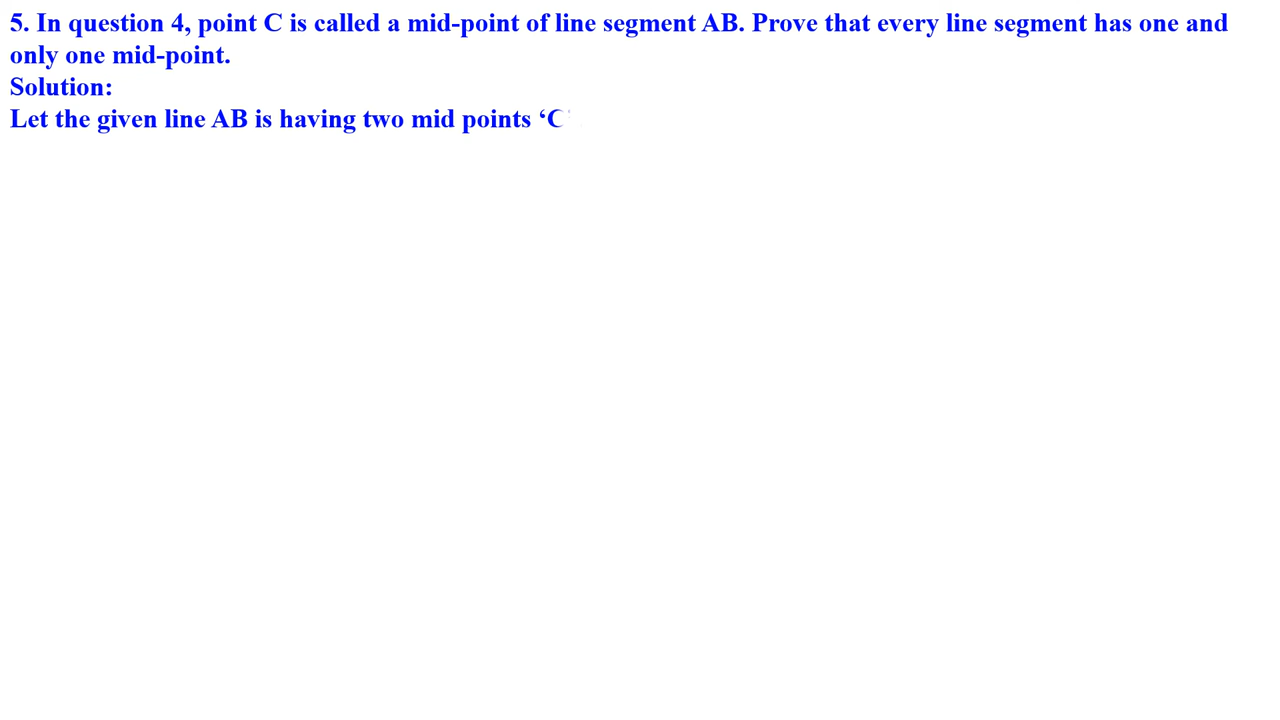 5. In question 4, point C is called a mid-point of line segment AB. Prove that every line segment has one and
only one mid-point.
Solution:
Let the given line AB is having two mid points ‘C’